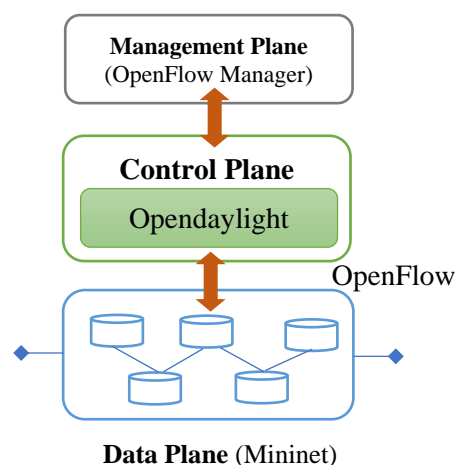 Management Plane
(OpenFlow Manager)
Control Plane
Opendaylight
OpenFlow
Data Plane (Mininet)